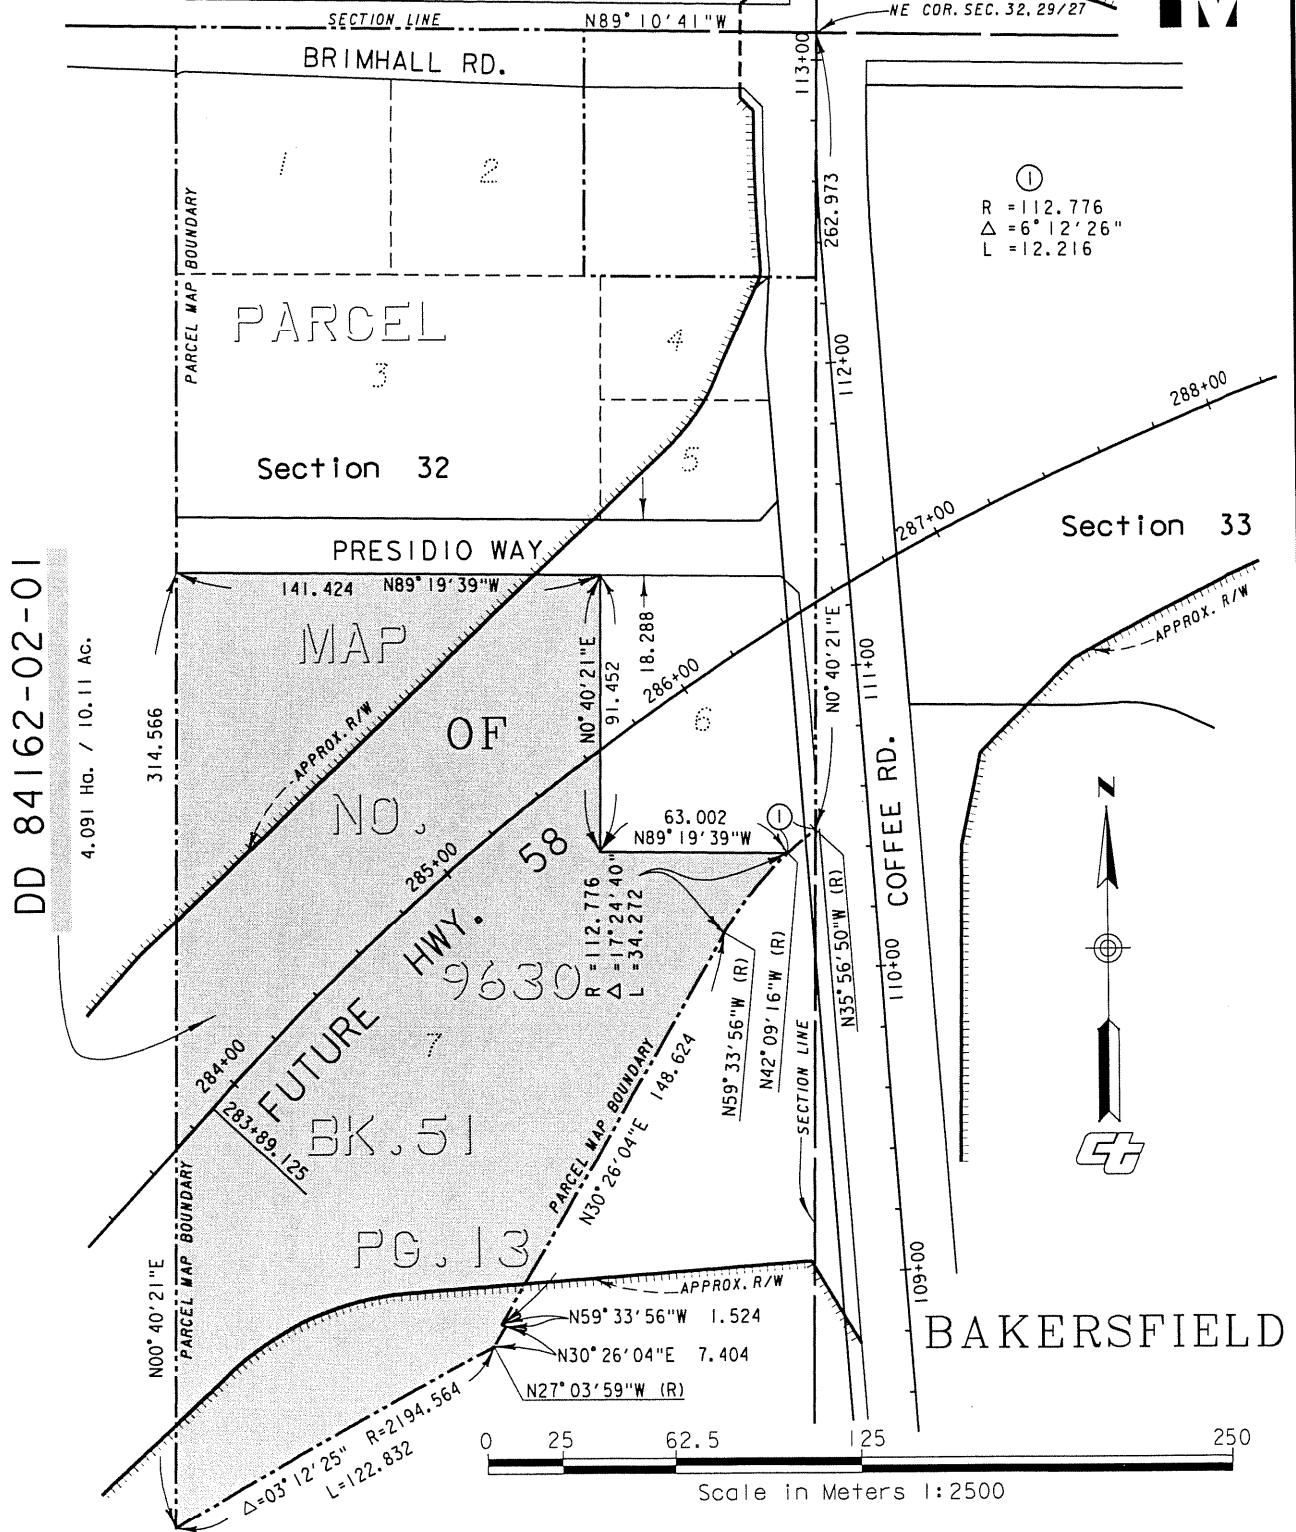 SECTION LINE
N89°10'41"W
NE COR. SEC. 32, 29/27
M
BRIMHALL RD.
113+00
1
2
PARCEL MAP BOUNDARY
262.973
1
R =112.776
Δ =6°12'26"
L =12.216
PARCEL
3
4
112+00
288+00
Section 32
5
287+00
Section 33
PRESIDIO WAY
141.424 N89°19'39"W
DD 84162-02-01
4.091 Ha. / 10.11 Ac.
314.566
MAP
N0°40'21"E
91.452
18.288
286+00
N0°40'21"E
111+00
APPROX. R/W
APPROX. R/W
OF
6
NO.
COFFEE RD.
N
63.002
N89°19'39"W
1
58
285+00
R =112.776
Δ =17°24'40"
L =34.272
N35°56'50"W (R)
HWY.
9630
110+00
N59°33'56"W (R)
N42°09'16"W (R)
FUTURE
7
284+00
283+89.125
PARCEL MAP BOUNDARY
N30°26'04"E 148.624
SECTION LINE
BK.51
Ct
PARCEL MAP BOUNDARY
N00°40'21"E
PG.13
109+00
APPROX. R/W
N59°33'56"W 1.524
BAKERSFIELD
N30°26'04"E 7.404
N27°03'59"W (R)
Δ=03°12'25" R=2194.564
L=122.832
0 25 62.5 125 250
Scale in Meters 1:2500